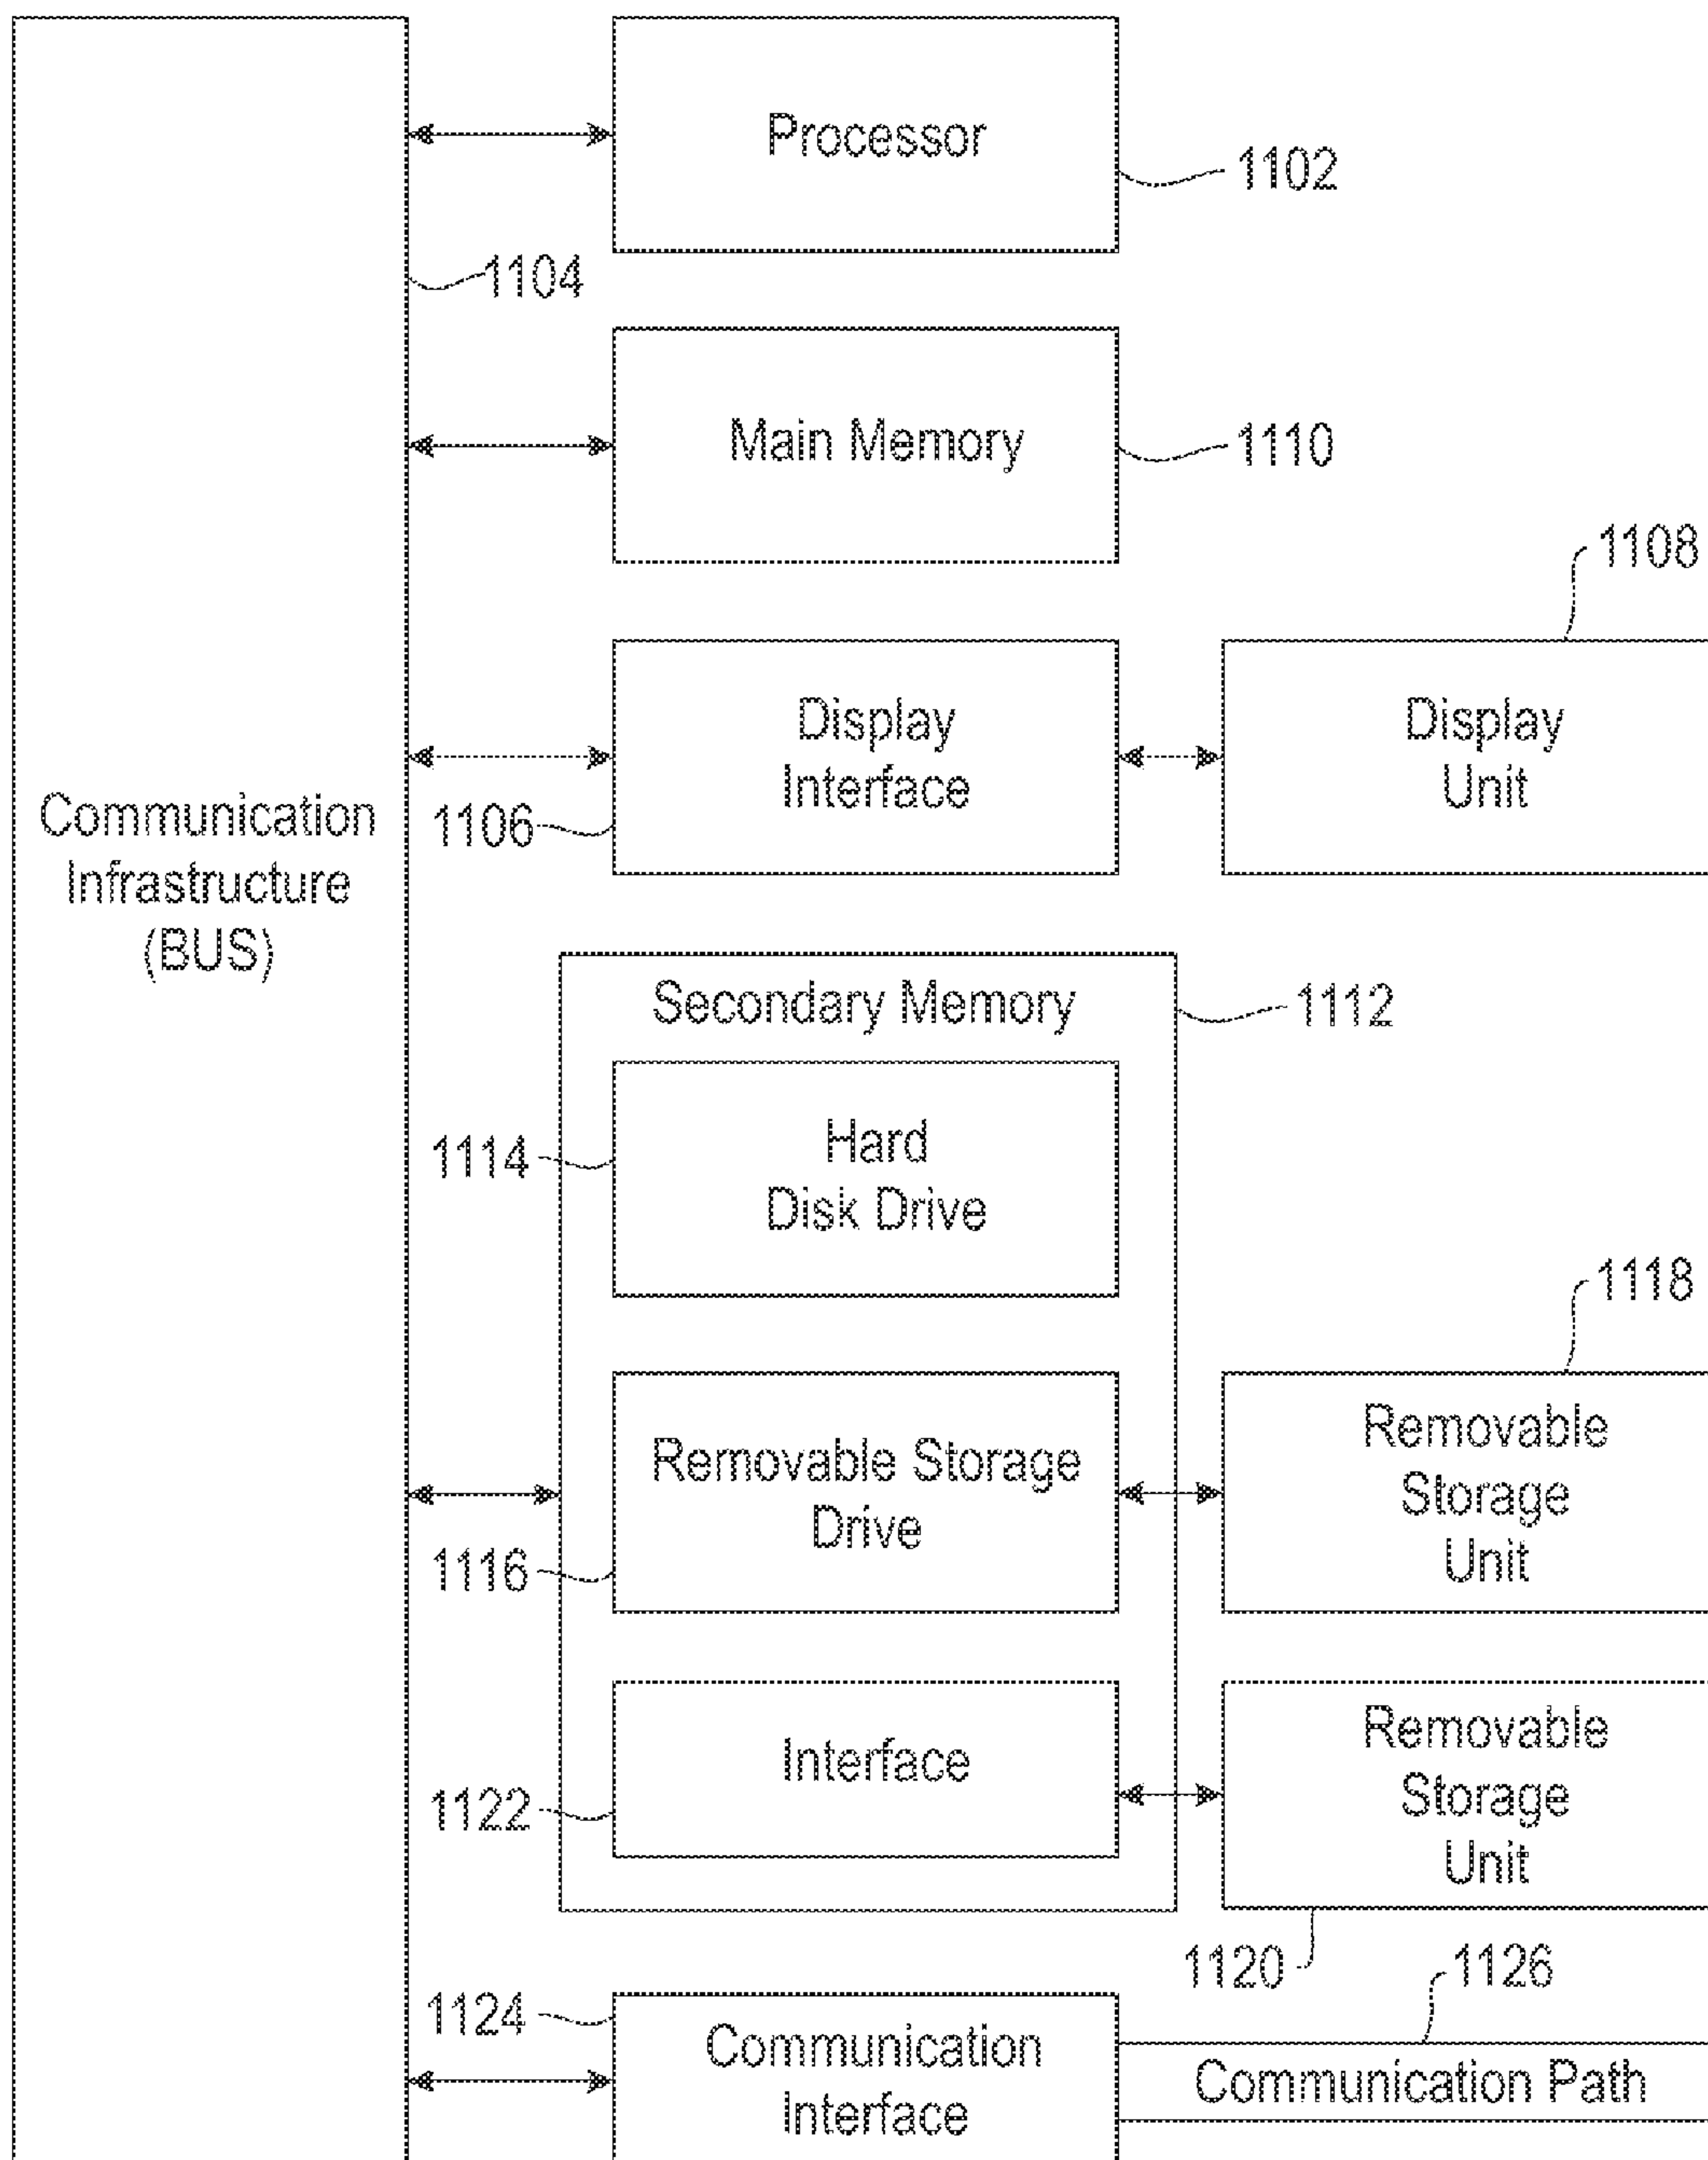 Processor
1102
1104
Main Memory
1110
1108
Display
Interface
Display
Unit
1106
Communication
Infrastructure
(BUS)
Secondary Memory
1112
Hard
Disk Drive
1114
1118
Removable Storage
Drive
Removable
Storage
Unit
1116
Interface
Removable
Storage
Unit
1122
1120
1126
1124
Communication
Interface
Communication Path